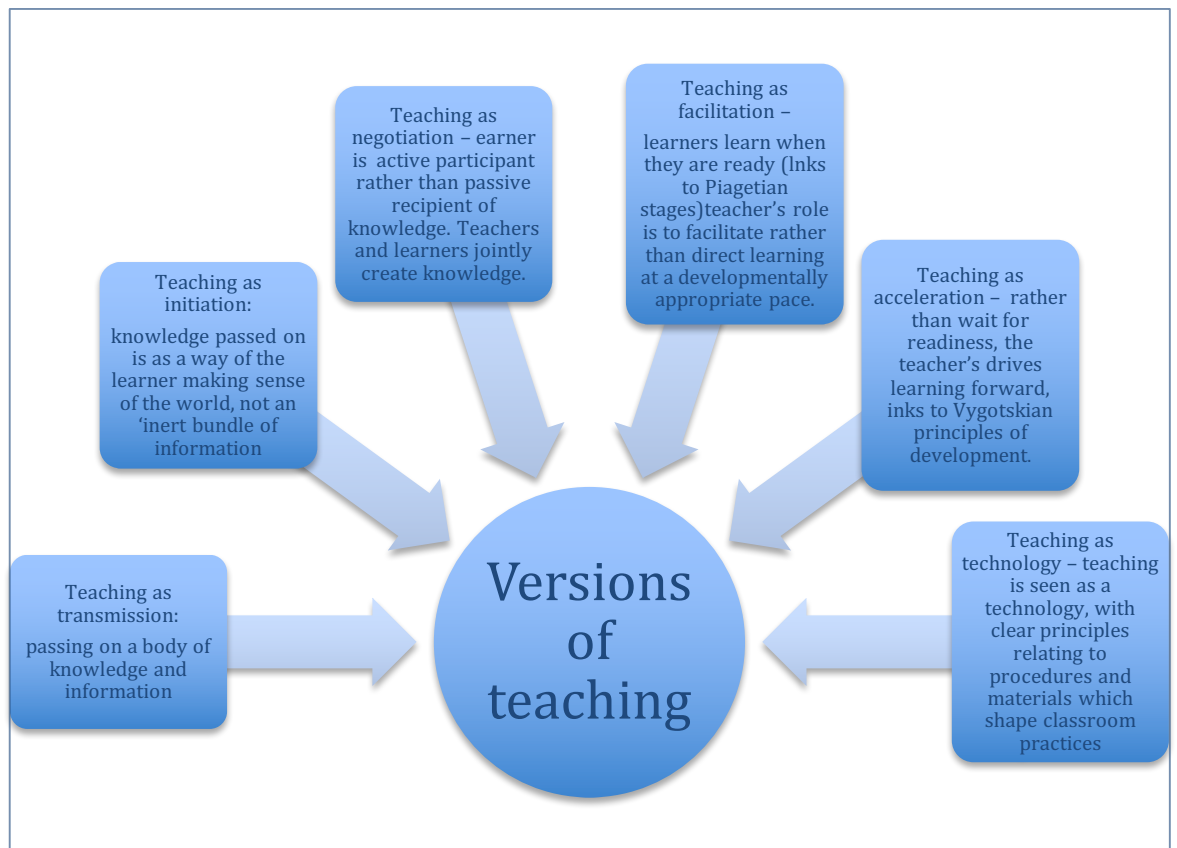 Teaching as
transmission:
passing on a body of
knowledge and
information
Teaching as
initiation:
knowledge passed on
is as a way of the
learner making sense
of the world, not an
‘inert bundle of
information
Teaching as
negotiation – earner
is  active participant
rather than passive
recipient of
knowledge. Teachers
and learners jointly
create knowledge.
Teaching as
facilitation –
learners learn when
they are ready (lnks
to Piagetian
stages)teacher’s role
is to facilitate rather
than direct learning
at a developmentally
appropriate pace.
Teaching as
acceleration –  rather
than wait for
readiness, the
teacher’s drives
learning forward,
inks to Vygotskian
principles of
development.
Teaching as
technology – teaching
is seen as a
technology, with
clear principles
relating to
procedures and
materials which
shape classroom
practices
Versions
of
teaching